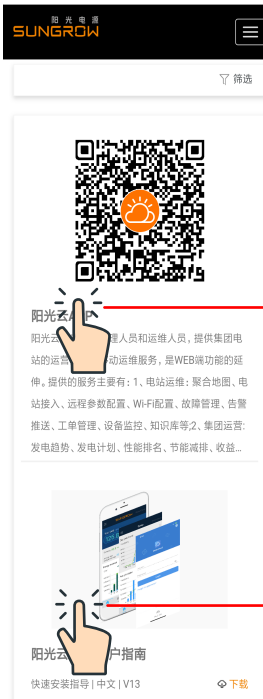 阳光电源
SUNGROW
筛选
阳光云 P
阳光云 理人员和运维人员，提供集团电
站的运营 动运维服务，是WEB端功能的延
伸。提供的服务主要有：1、电站运维：聚合地图、电
站接入、远程参数配置、Wi-Fi配置、故障管理、告警
推送、工单管理、设备监控、知识库等;2、集团运营:
发电趋势、发电计划、性能排名、节能减排、收益...
阳光云 户指南
快速安装指导 | 中文 | V13
下载